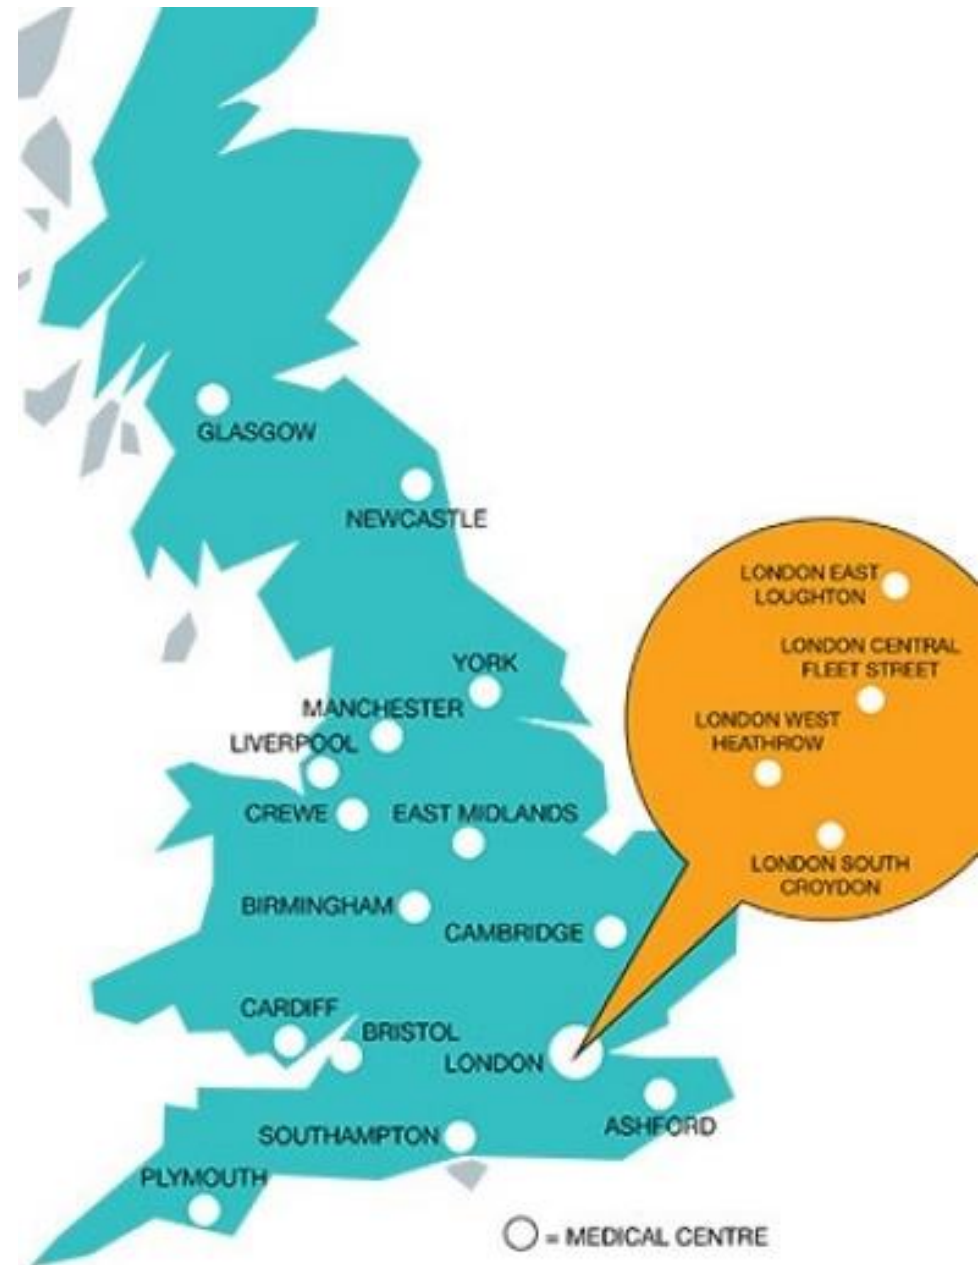 GLASGOW
NEWCASTLE
LONDON EAST
LOUGHTON
LONDON CENTRAL
FLEET STREET
YORK
MANCHESTER
LONDON WEST
HEATHROW
LIVERPOOL
CREWE
EAST MIDLANDS
LONDON SOUTH
CROYDON
BIRMINGHAM
CAMBRIDGE
CARDIFF
BRISTOL
LONDON
ASHFORD
SOUTHAMPTON
PLYMOUTH
= MEDICAL CENTRE